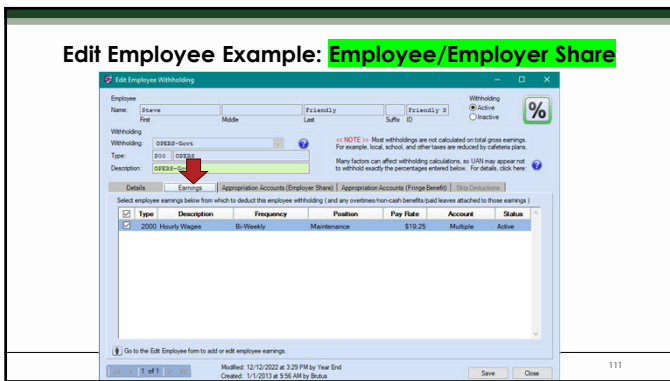 Edit Employee Example: Employee/Employer Share
Edit Employee Withholding
Employee
Name: Steve Friendly Friendly S
First Middle Last Suffix ID
Withholding
Active
Inactive
%
Withholding
Withholding: OPERS-Govt
Type: P00 OPERS
Description: OPERS-Go
<< NOTE >> Most withholdings are not calculated on total gross earnings.
For example, local, school, and other taxes are reduced by cafeteria plans.
Many factors can affect withholding calculations, so UAN may appear not
to withhold exactly the percentages entered below. For details, click here:
Details Earnings Appropriation Accounts (Employer Share) Appropriation Accounts (Fringe Benefit) Skip Deductions
Select employee earnings below from which to deduct this employee withholding ( and any overtimes/non-cash benefits/paid leaves attached to those earnings )
Type Description Frequency Position Pay Rate Account Status
2000 Hourly Wages Bi-Weekly Maintenance $19.25 Multiple Active
Go to the Edit Employee form to add or edit employee earnings.
1 of 1
Modified: 12/12/2022 at 3:29 PM by Year End
Created: 1/1/2013 at 9:56 AM by Brutus
Save Close
111